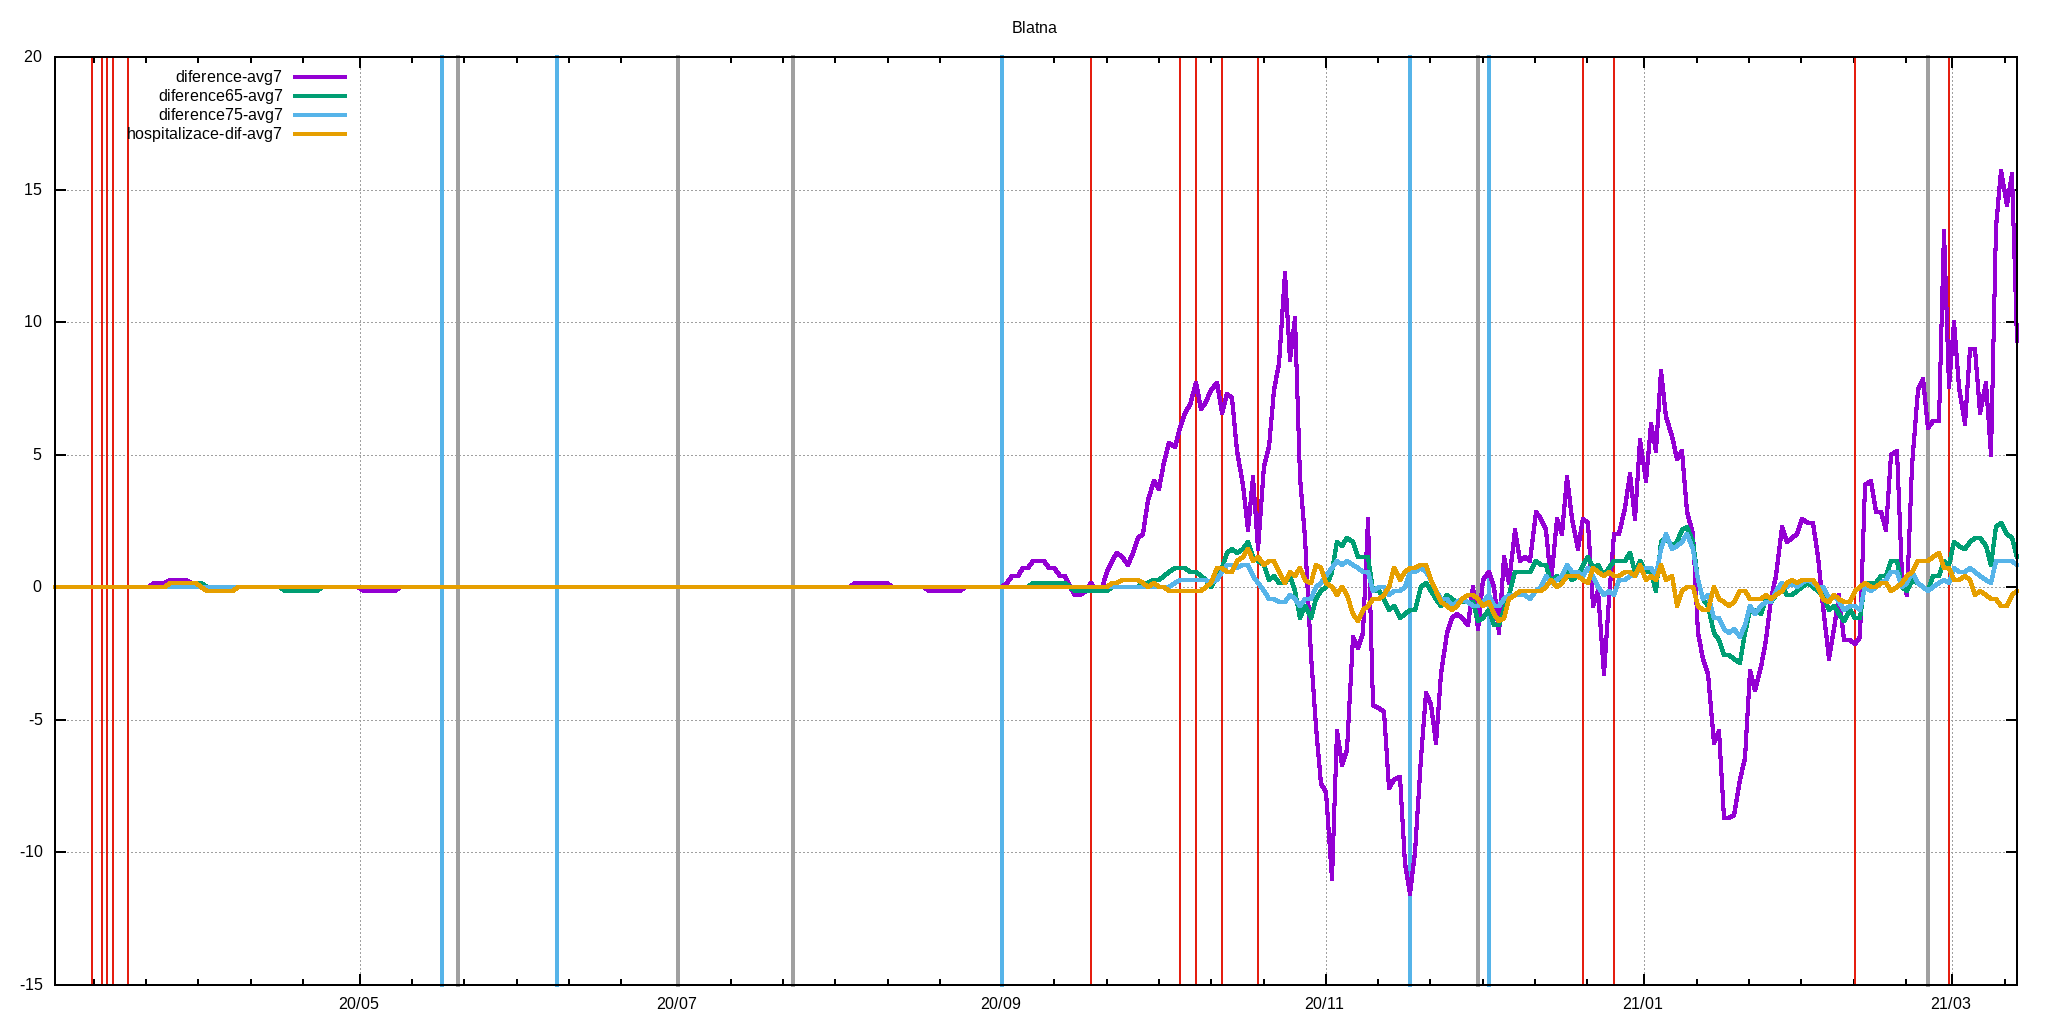 Blatna
20
diference-avg7
diference65-avg7
diference75-avg7
hospitalizace-dif-avg7
15
10
5
0
-5
-10
-15
20/05 20/07 20/09 20/11 21/01 21/03